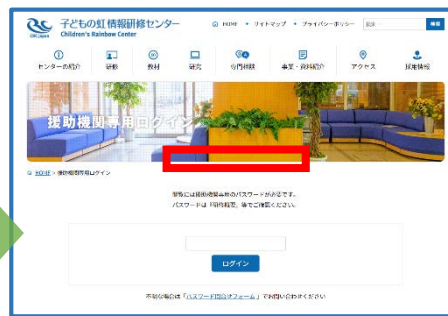 子どもの虹情報研修センター
Children's Rainbow Center
HOME
サイトマップ
プライバシーポリシー
検索
センターの紹介
研修
教材
研究
専門相談
事業・資料紹介
アクセス
採用情報
援助機関専用ログイン
HOME > 援助機関専用ログイン
閲覧には援助機関専用のパスワードが必要です。
パスワードは「研修概要」等でご確認ください。
ログイン
不明な場合は「パスワード問合せフォーム」でお問い合わせください